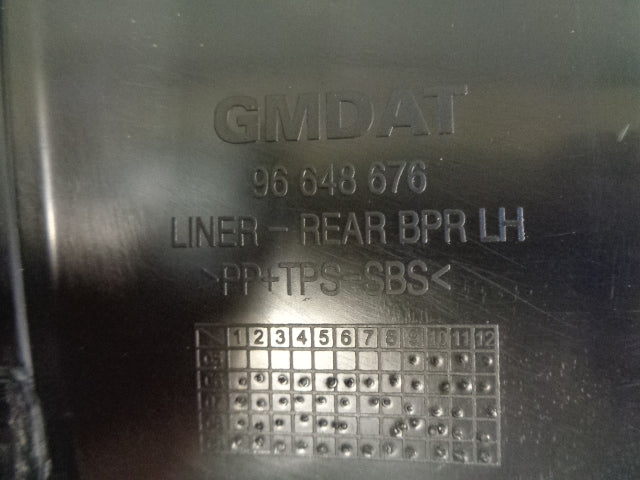 GMDAT
96 648 676
LINER - REAR BPR LH
>PP+TPS-SBS<
1 2 3 4 5 6 7 8 9 10 11 12